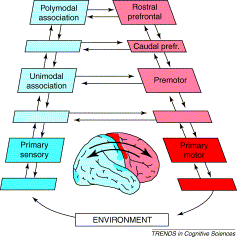 Polymodal
association
Rostral
prefrontal
Caudal prefr.
Unimodal
association
Premotor
Primary
sensory
Primary
motor
ENVIRONMENT
TRENDS in Cognitive Sciences